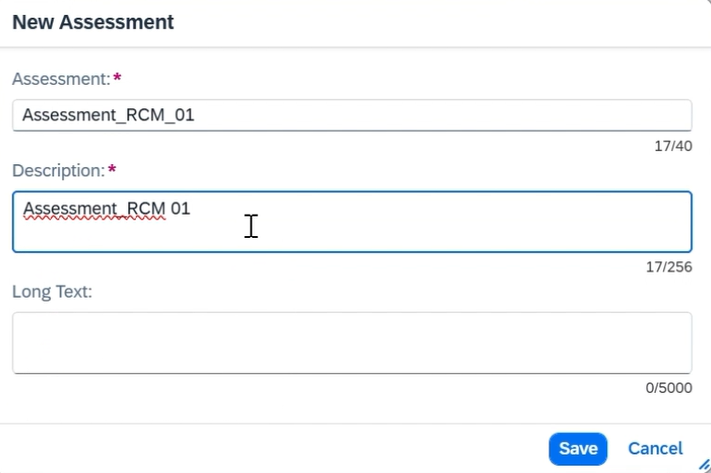 New Assessment
Assessment:*
Assessment_RCM_01
17/40
Description:*
Assessment_RCM 01
17/256
Long Text:
0/5000
Save Cancel